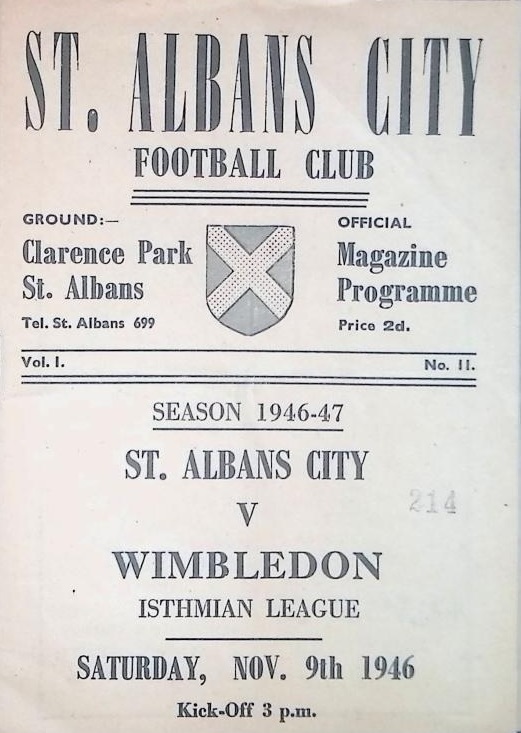 ST. ALBANS CITY
FOOTBALL CLUB
GROUND:—
Clarence Park
St. Albans
Tel. St. Albans 699
OFFICIAL
Magazine
Programme
Price 2d.
Vol. I.
No. II.
SEASON 1946-47
ST. ALBANS CITY
V
214
WIMBLEDON
ISTHMIAN LEAGUE
SATURDAY, NOV. 9th 1946
Kick-Off 3 p.m.